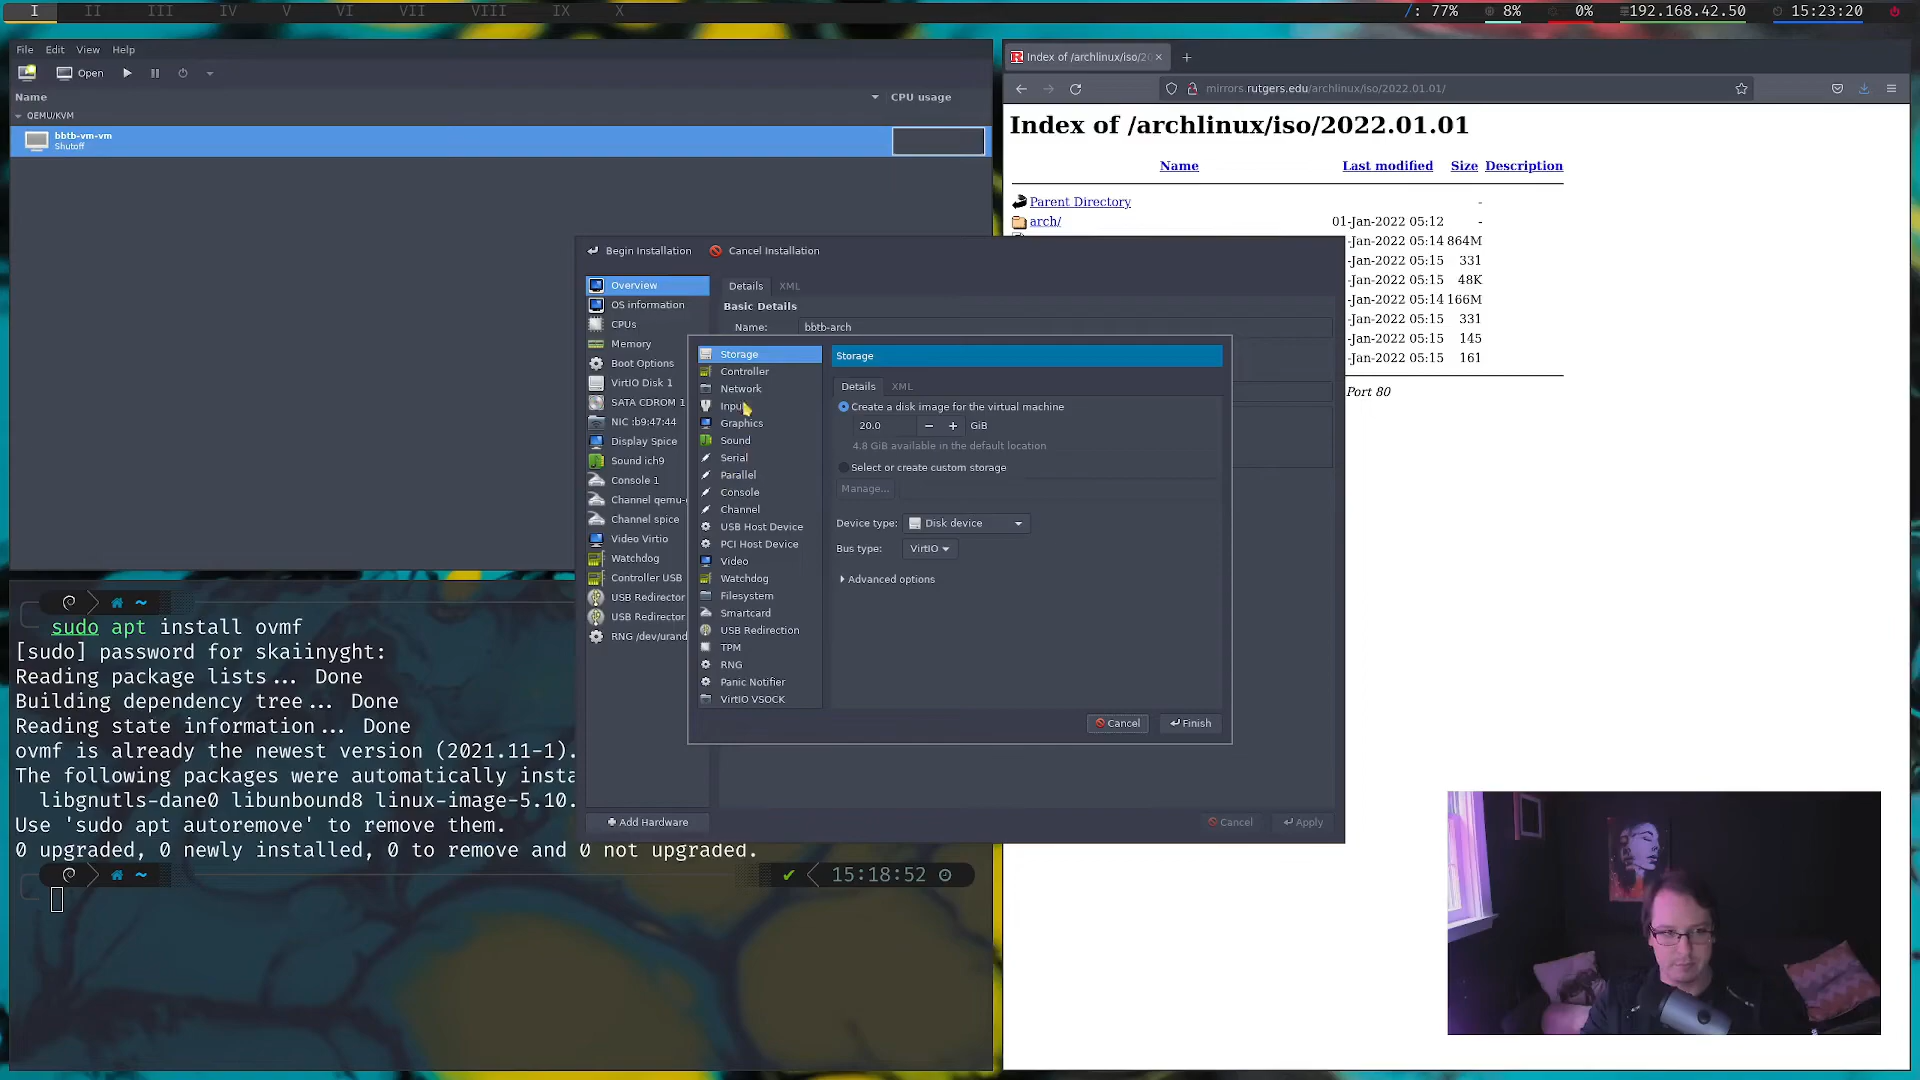 I II III IV V VI VII VIII IX X
/: 77% 8% 0% 192.168.42.50 15:23:20
File Edit View Help
Open
Name CPU usage
QEMU/KVM
bbtb-vm-vm
Shutoff
Index of /archlinux/iso/20
mirrors.rutgers.edu/archlinux/iso/2022.01.01/
Index of /archlinux/iso/2022.01.01
Name Last modified Size Description
Parent Directory -
arch/ 01-Jan-2022 05:12 -
-Jan-2022 05:14 864M
-Jan-2022 05:15 331
-Jan-2022 05:15 48K
-Jan-2022 05:14 166M
-Jan-2022 05:15 331
-Jan-2022 05:15 145
-Jan-2022 05:15 161
Port 80
Begin Installation Cancel Installation
Overview
OS information
CPUs
Memory
Boot Options
VirtIO Disk 1
SATA CDROM 1
NIC :b9:47:44
Display Spice
Sound ich9
Console 1
Channel qemu-
Channel spice
Video Virtio
Watchdog
Controller USB
USB Redirector
USB Redirector
RNG /dev/urand
Add Hardware
Details XML
Basic Details
Name: bbtb-arch
Cancel Apply
Storage
Controller
Network
Input
Graphics
Sound
Serial
Parallel
Console
Channel
USB Host Device
PCI Host Device
Video
Watchdog
Filesystem
Smartcard
USB Redirection
TPM
RNG
Panic Notifier
VirtIO VSOCK
Storage
Details XML
Create a disk image for the virtual machine
20.0 − + GiB
4.8 GiB available in the default location
Select or create custom storage
Manage...
Device type: Disk device
Bus type: VirtIO
Advanced options
Cancel Finish
~
sudo apt install ovmf
[sudo] password for skaiinyght:
Reading package lists... Done
Building dependency tree... Done
Reading state information... Done
ovmf is already the newest version (2021.11-1).
The following packages were automatically insta
libgnutls-dane0 libunbound8 linux-image-5.10.
Use 'sudo apt autoremove' to remove them.
0 upgraded, 0 newly installed, 0 to remove and 0 not upgraded.
~ 15:18:52